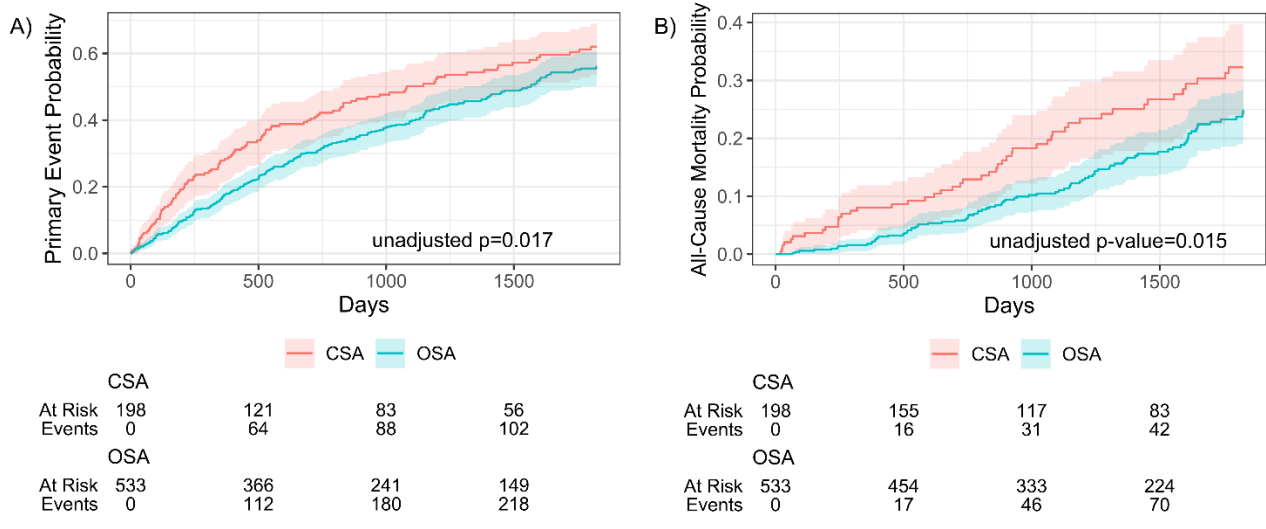 A)
Primary Event Probability
0.6
0.4
0.2
0.0
unadjusted p=0.017
0 500 1000 1500
Days
CSA OSA
CSA
At Risk 198 121 83 56
Events 0 64 88 102
OSA
At Risk 533 366 241 149
Events 0 112 180 218
B)
All-Cause Mortality Probability
0.4
0.3
0.2
0.1
0.0
unadjusted p-value=0.015
0 500 1000 1500
Days
CSA OSA
CSA
At Risk 198 155 117 83
Events 0 16 31 42
OSA
At Risk 533 454 333 224
Events 0 17 46 70